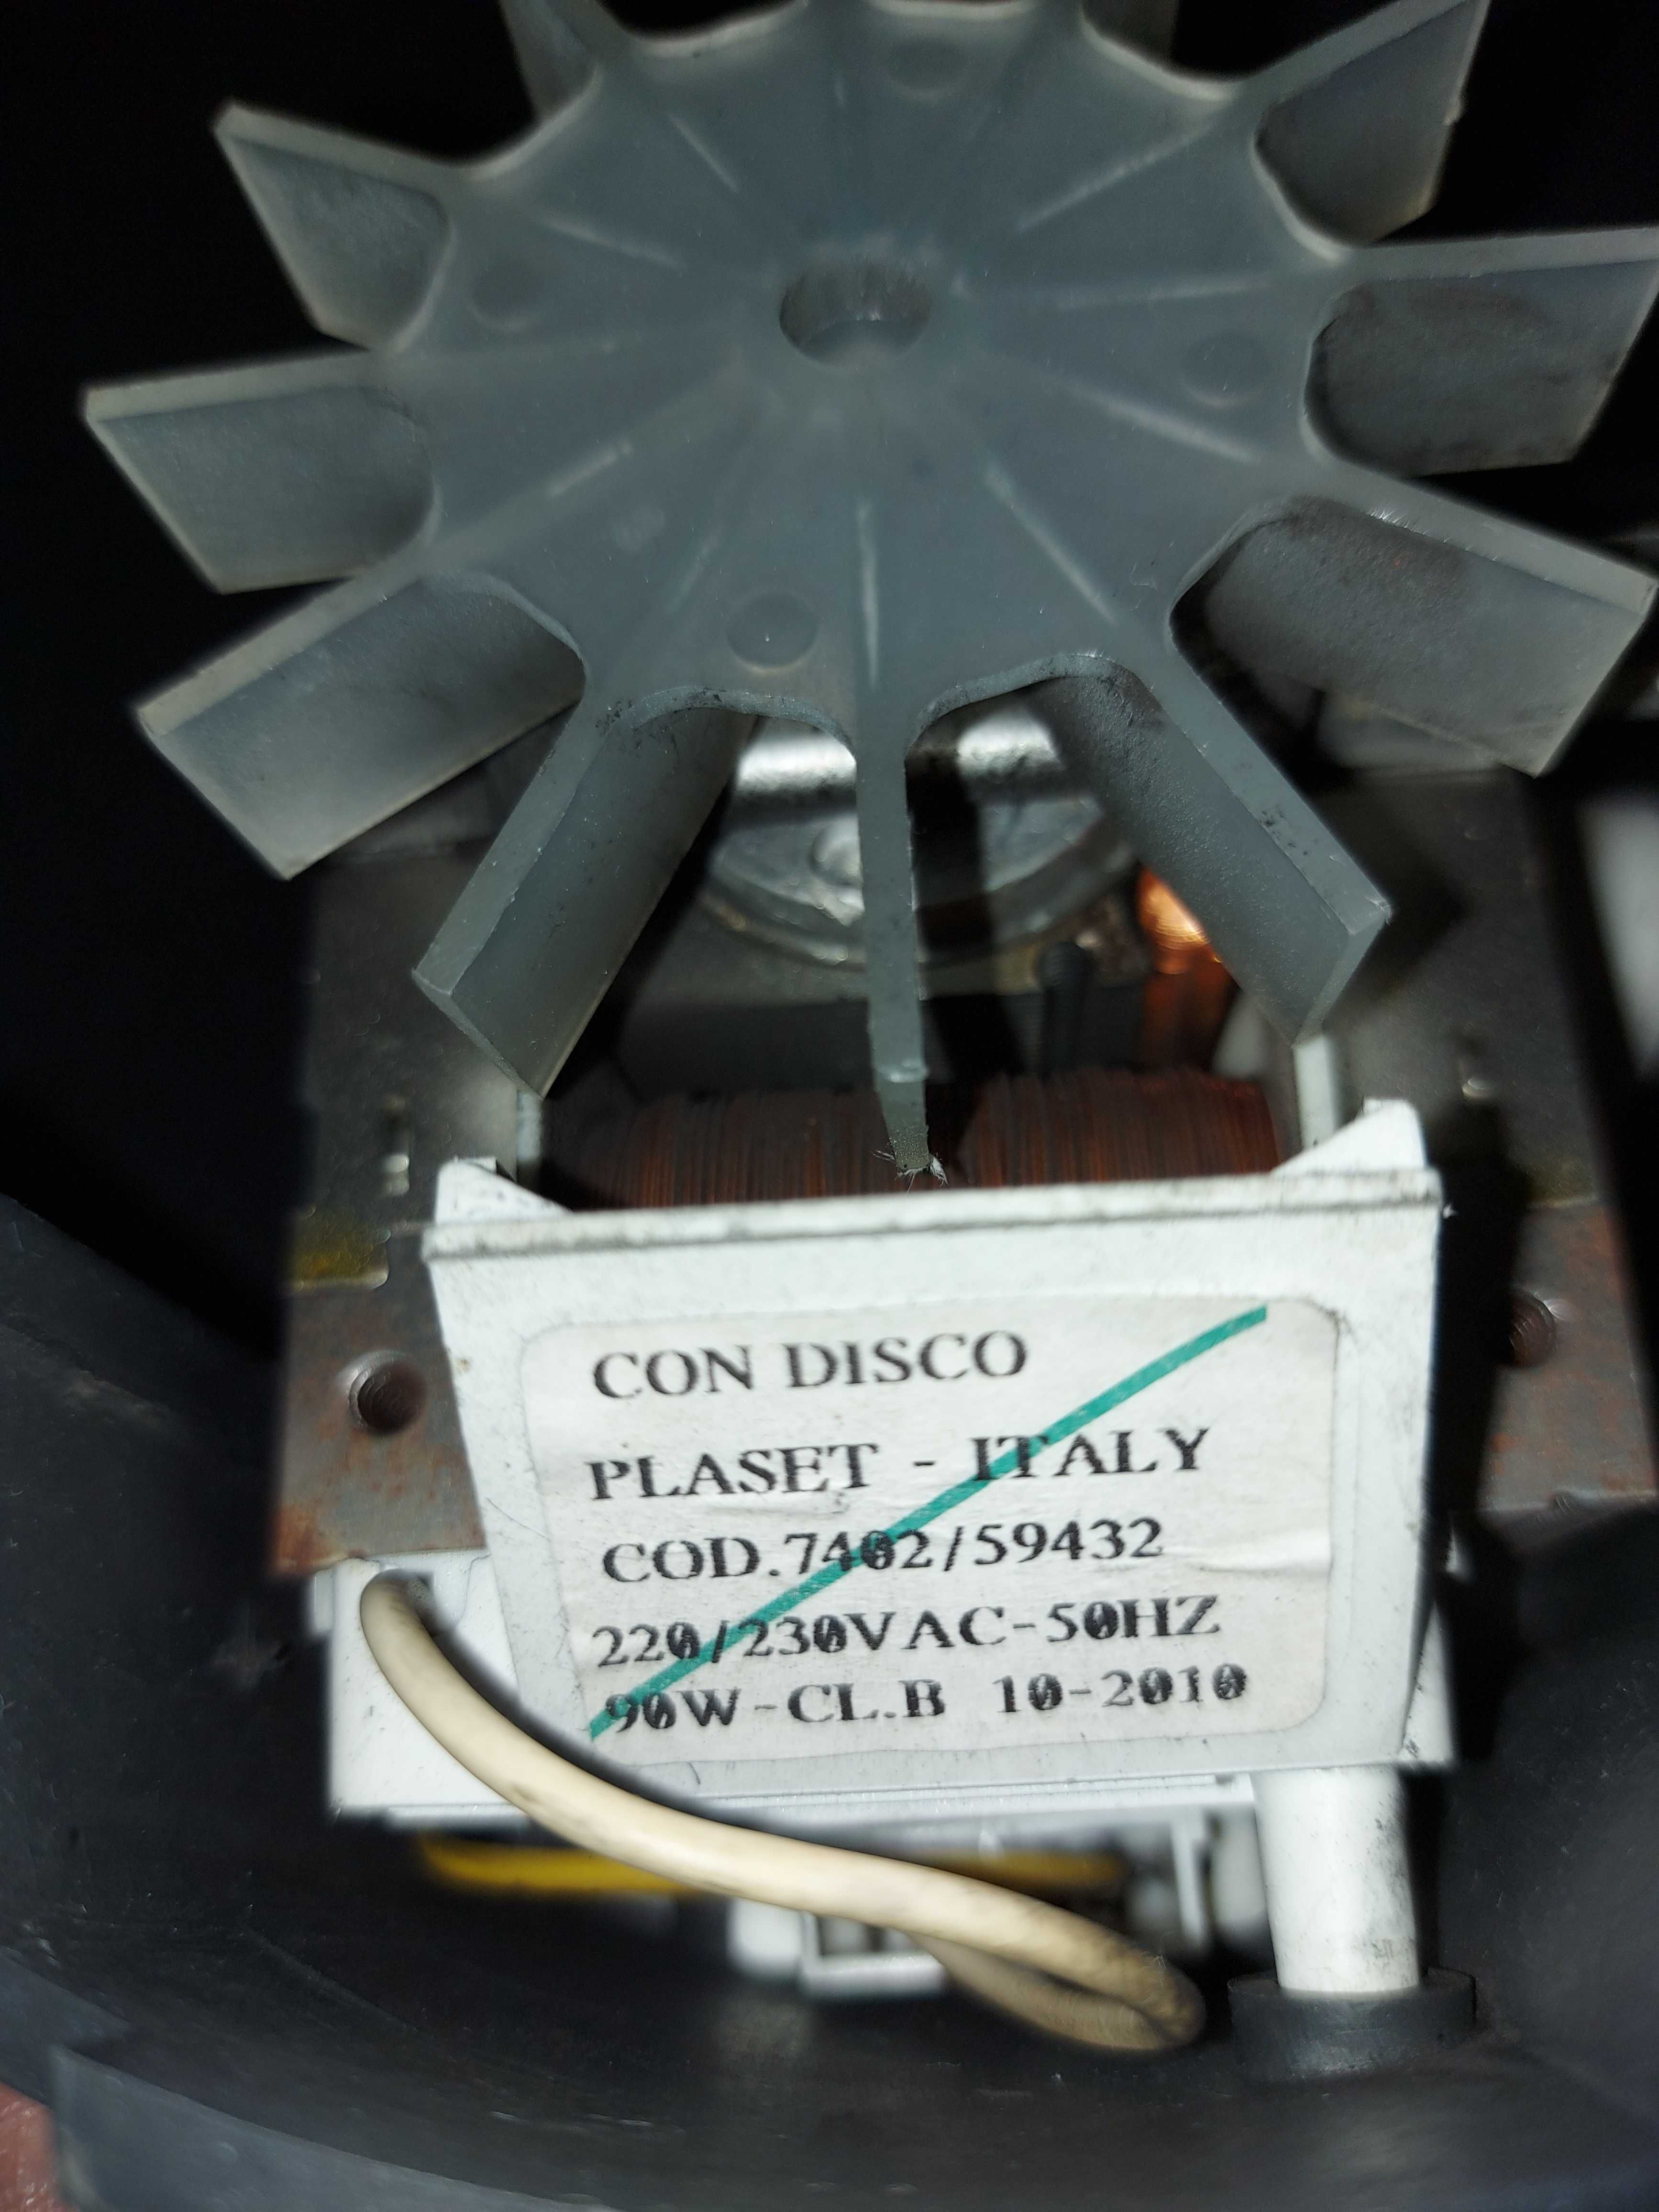 CON DISCO
PLASET - ITALY
COD.7402/59432
220/230VAC-50HZ
90W-CL.B 10-2010